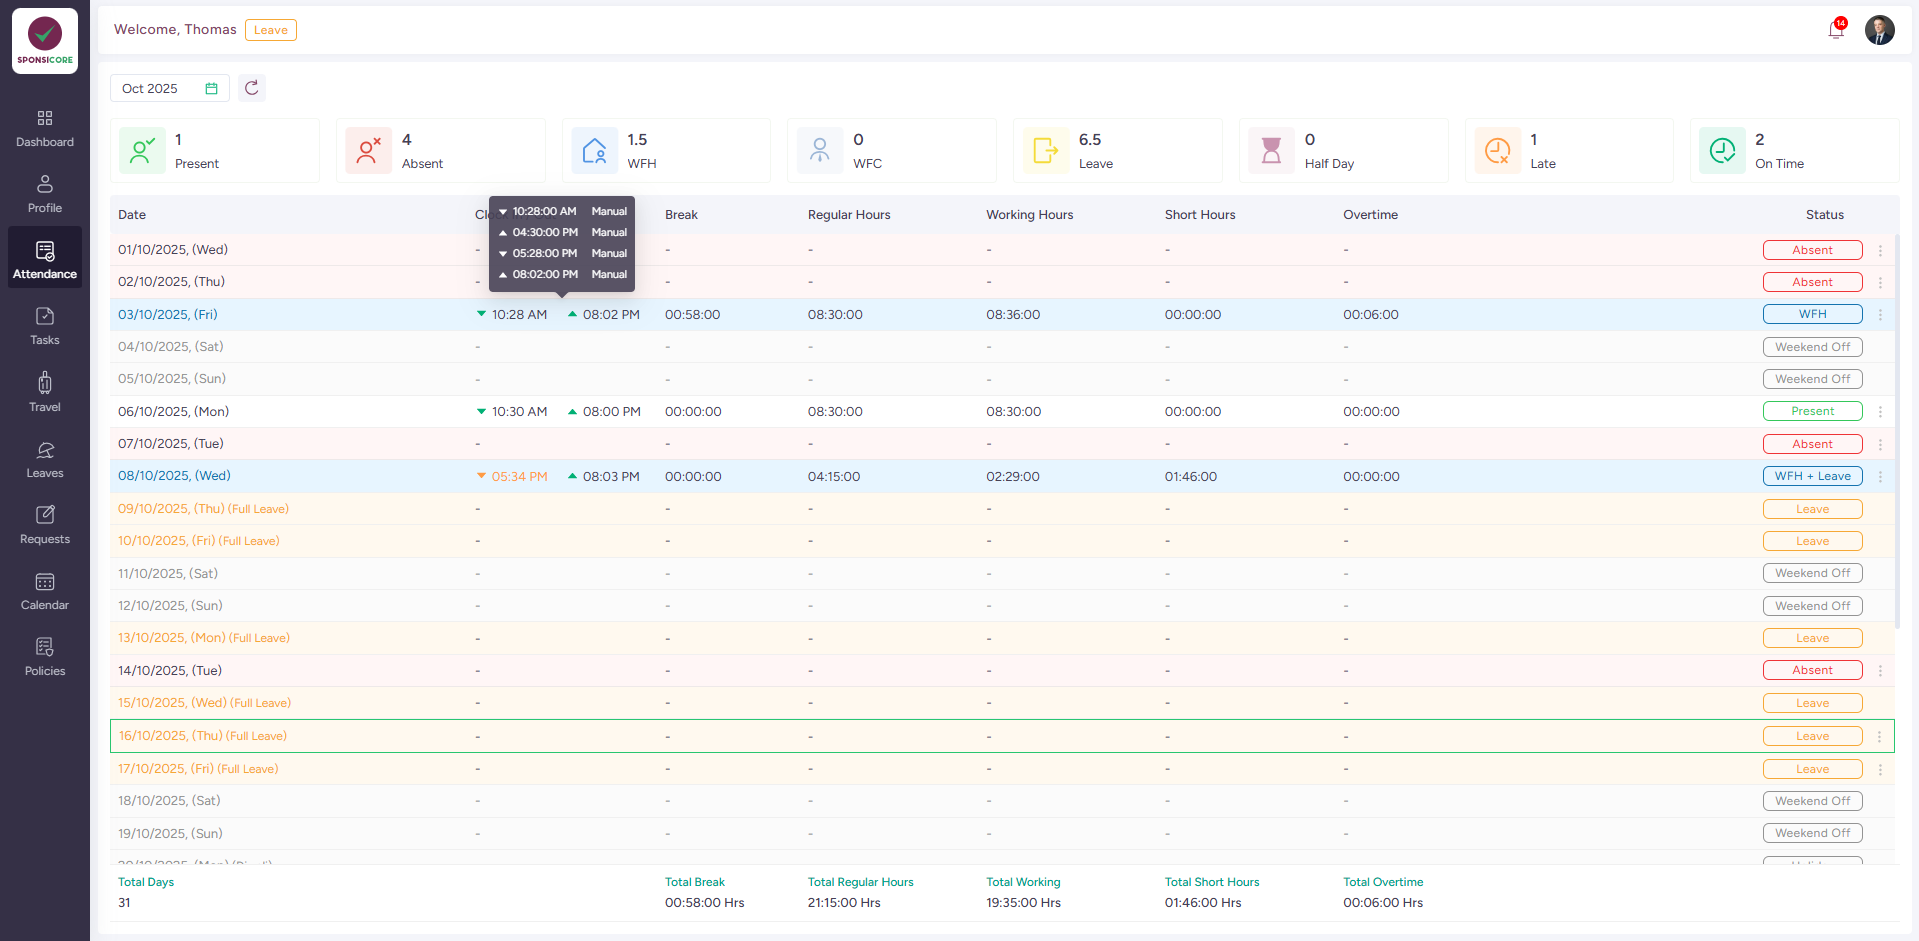 SPONSICORE
Dashboard
Profile
Attendance
Tasks
Travel
Leaves
Requests
Calendar
Policies
Welcome, Thomas Leave
14
Oct 2025
1 Present
4 Absent
1.5 WFH
0 WFC
6.5 Leave
0 Half Day
1 Late
2 On Time
10:28:00 AM Manual
04:30:00 PM Manual
05:28:00 PM Manual
08:02:00 PM Manual
Date Break Regular Hours Working Hours Short Hours Overtime Status
01/10/2025, (Wed) - - - - - - Absent
02/10/2025, (Thu) - - - - - - Absent
03/10/2025, (Fri) 10:28 AM 08:02 PM 00:58:00 08:30:00 08:36:00 00:00:00 00:06:00 WFH
04/10/2025, (Sat) - - - - - - Weekend Off
05/10/2025, (Sun) - - - - - - Weekend Off
06/10/2025, (Mon) 10:30 AM 08:00 PM 00:00:00 08:30:00 08:30:00 00:00:00 00:00:00 Present
07/10/2025, (Tue) - - - - - - Absent
08/10/2025, (Wed) 05:34 PM 08:03 PM 00:00:00 04:15:00 02:29:00 01:46:00 00:00:00 WFH + Leave
09/10/2025, (Thu) (Full Leave) - - - - - - Leave
10/10/2025, (Fri) (Full Leave) - - - - - - Leave
11/10/2025, (Sat) - - - - - - Weekend Off
12/10/2025, (Sun) - - - - - - Weekend Off
13/10/2025, (Mon) (Full Leave) - - - - - - Leave
14/10/2025, (Tue) - - - - - - Absent
15/10/2025, (Wed) (Full Leave) - - - - - - Leave
16/10/2025, (Thu) (Full Leave) - - - - - - Leave
17/10/2025, (Fri) (Full Leave) - - - - - - Leave
18/10/2025, (Sat) - - - - - - Weekend Off
19/10/2025, (Sun) - - - - - - Weekend Off
Total Days Total Break Total Regular Hours Total Working Total Short Hours Total Overtime
31 00:58:00 Hrs 21:15:00 Hrs 19:35:00 Hrs 01:46:00 Hrs 00:06:00 Hrs